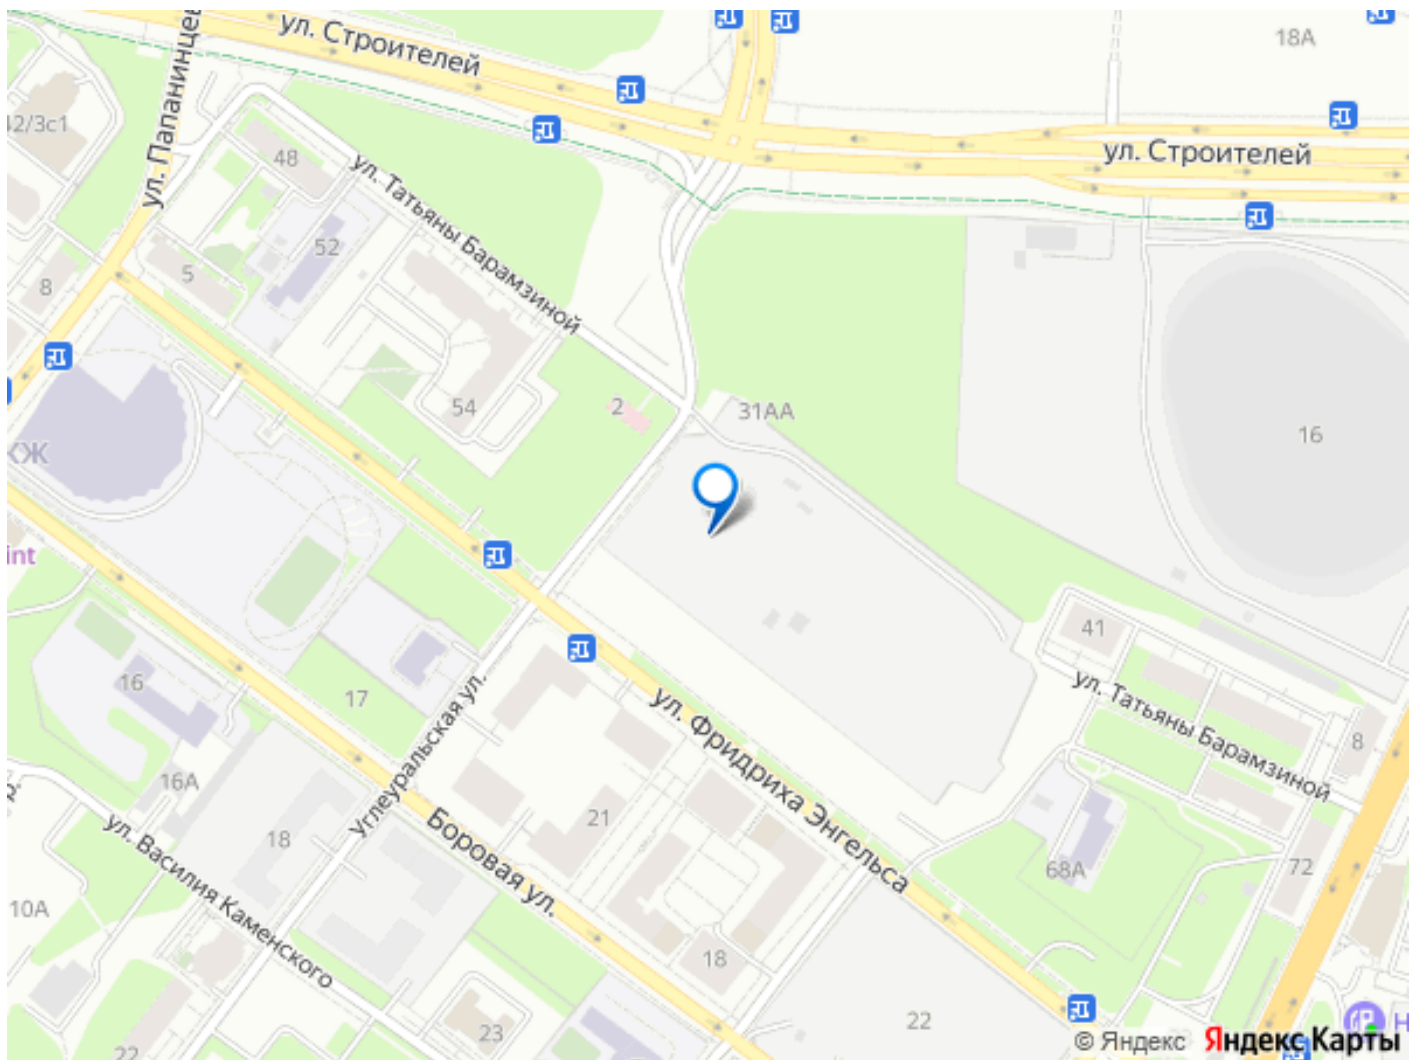 ул. Строителей
18А
42/3с1
ул. Папанинцев
48
ул. Строителей
ул. Татьяны Барамзиной
52
5
8
54
2
31АА
16
КЖ
int
41
17
16
ул. Татьяны Барамзиной
8
16А
Углеуральская ул.
ул. Фридриха Энгельса
18
21
Боровая ул.
68А
72
ул. Василия Каменского
10А
18
22
23
22
© Яндекс Яндекс Карты